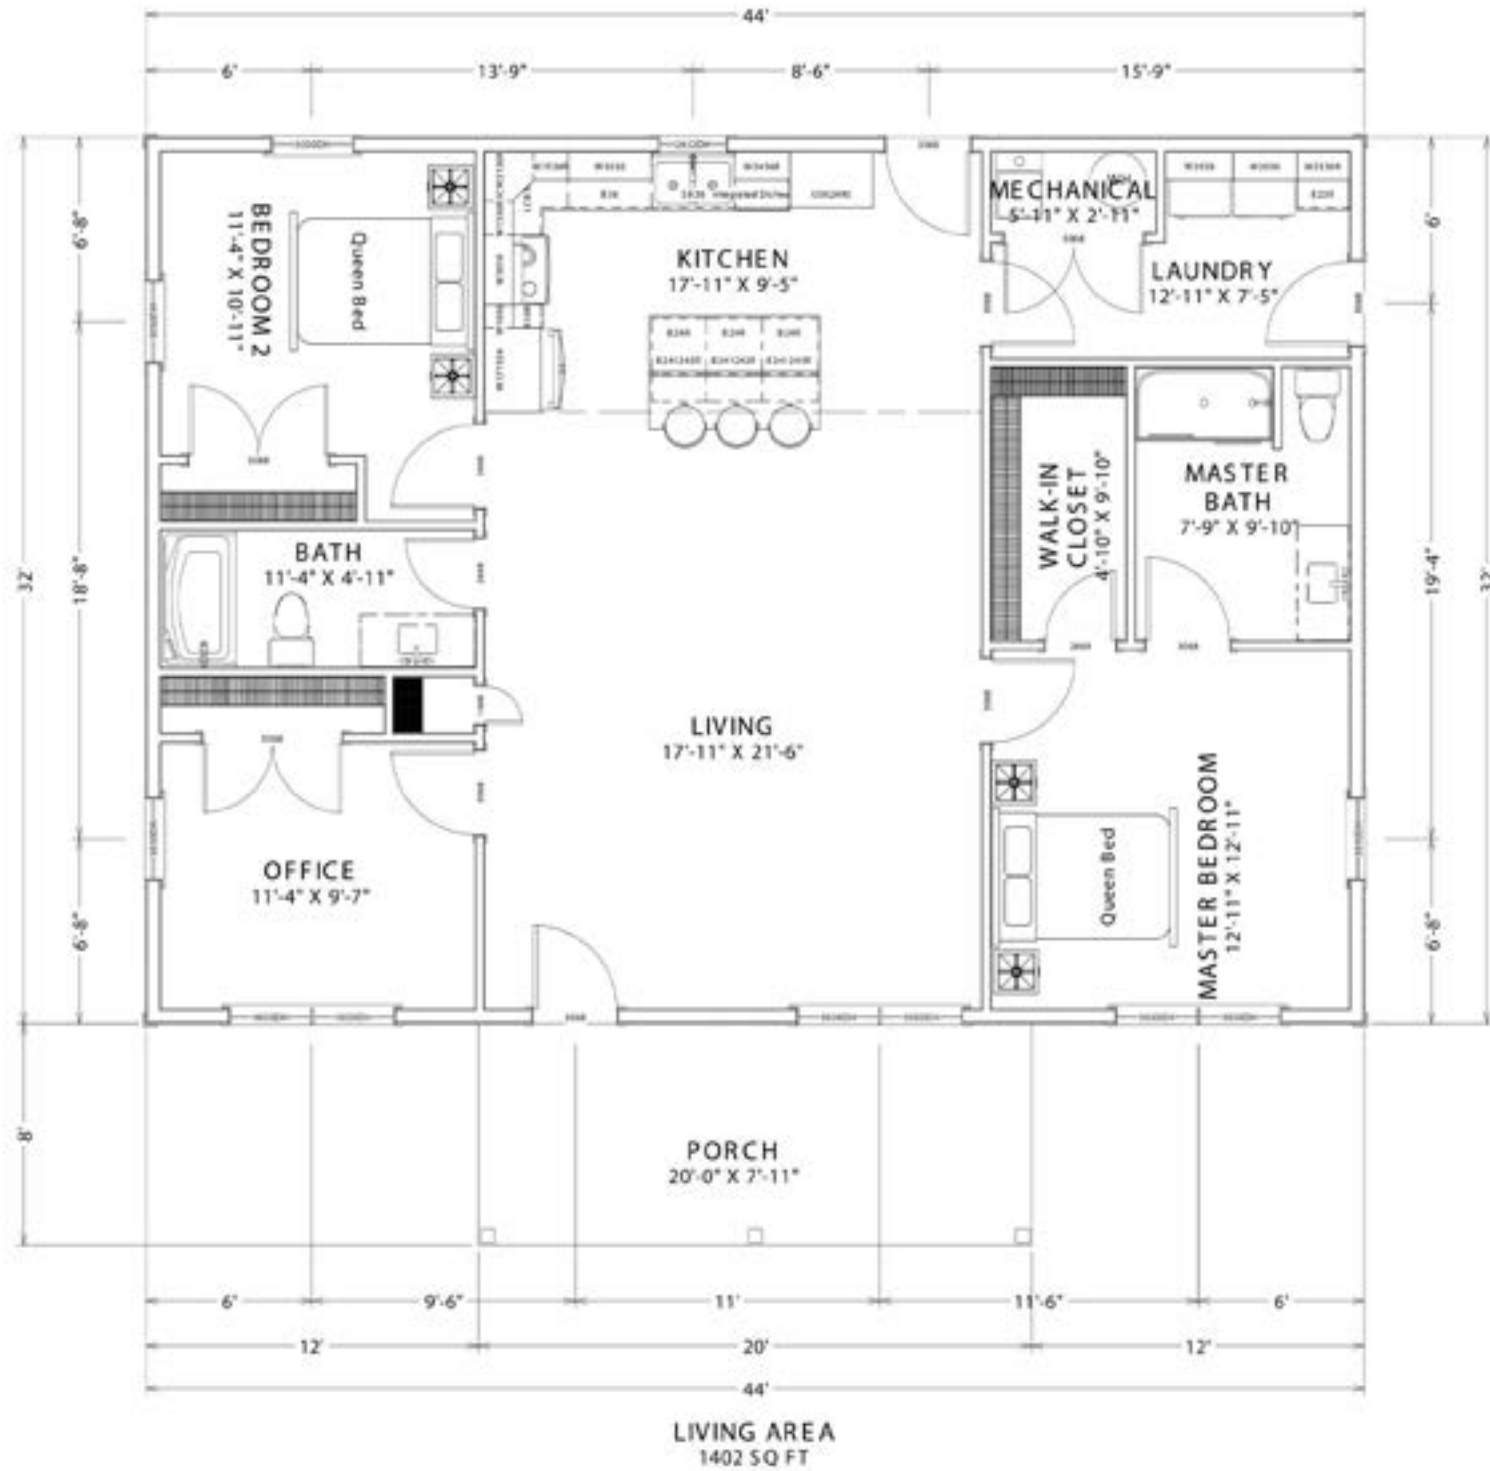 44'
6'
13'-9"
8'-6"
15'-9"
MECHANICAL
5'-11" X 2'-11"
WH
6'-8"
6'
BEDROOM 2
11'-4" X 10'-11"
Queen Bed
KITCHEN
17'-11" X 9'-5"
LAUNDRY
12'-11" X 7'-5"
WALK-IN
CLOSET
4'-10" X 9'-10"
MASTER
BATH
7'-9" X 9'-10"
BATH
11'-4" X 4'-11"
32'
18'-8"
19'-4"
32'
LIVING
17'-11" X 21'-6"
OFFICE
11'-4" X 9'-7"
Queen Bed
MASTER BEDROOM
12'-11" X 12'-11"
6'-8"
6'-8"
8'
PORCH
20'-0" X 7'-11"
6'
9'-6"
11'
11'-6"
6'
12'
20'
12'
44'
LIVING AREA
1402 SQ FT